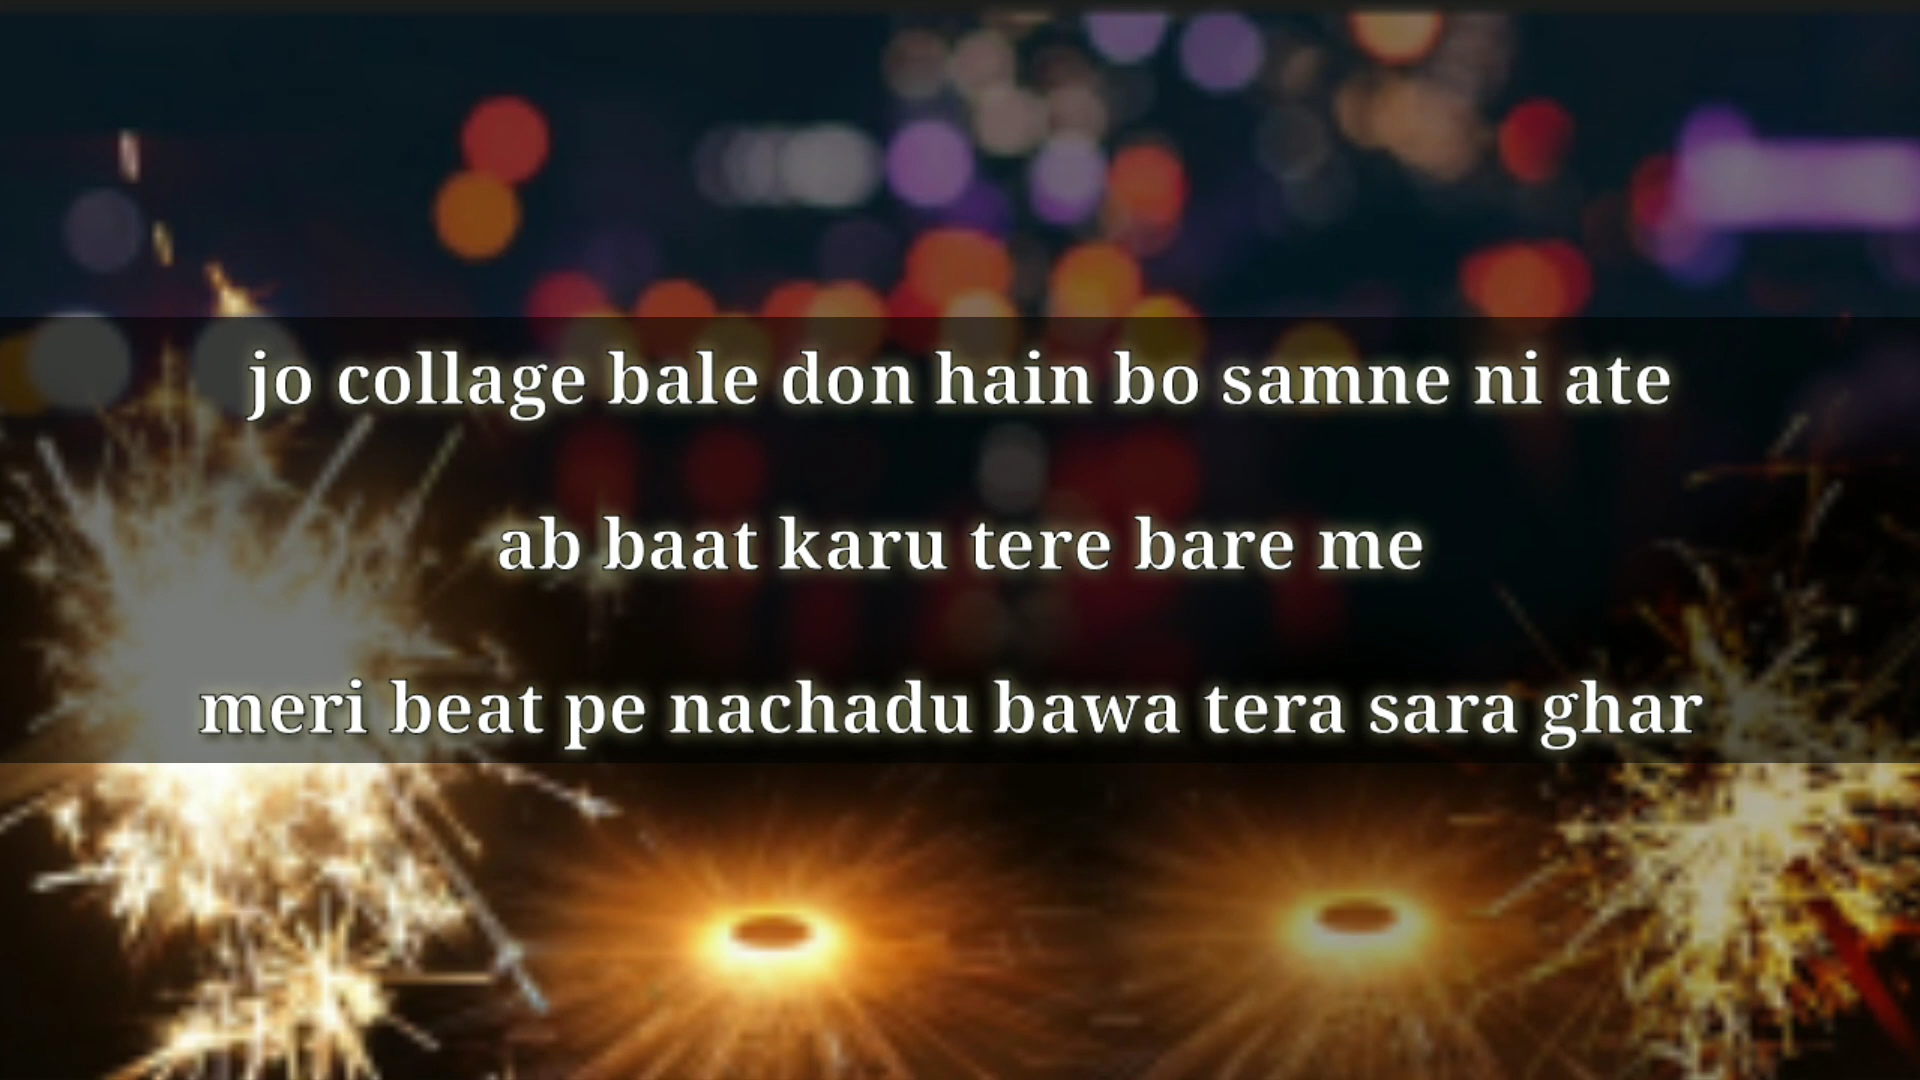 jo collage bale don hain bo samne ni ate
ab baat karu tere bare me
meri beat pe nachadu bawa tera sara ghar